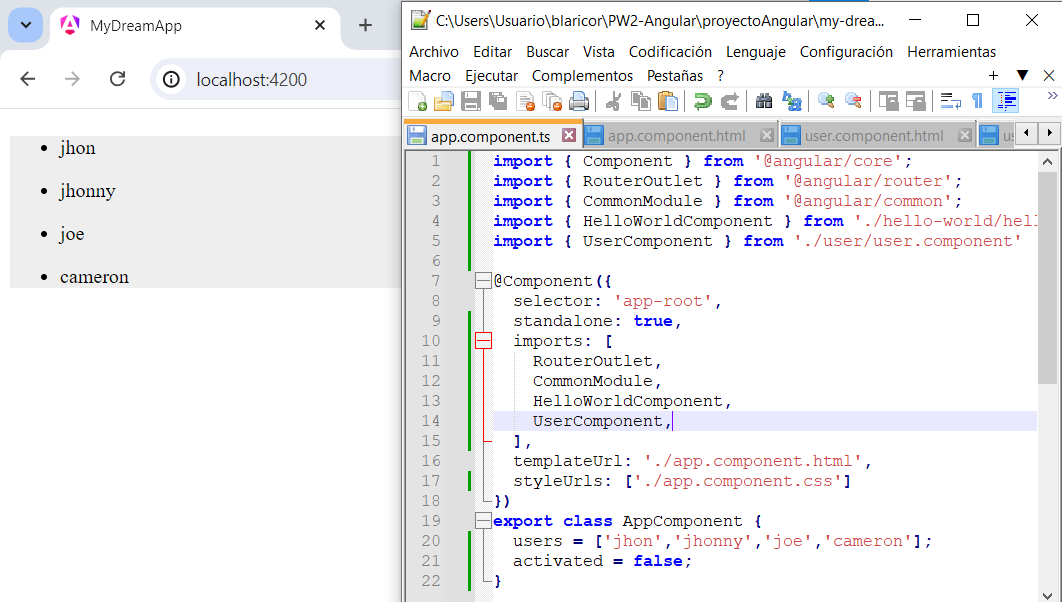 MyDreamApp
localhost:4200
jhon
jhonny
joe
cameron
C:\Users\Usuario\blaricor\PW2-Angular\proyectoAngular\my-drea...
Archivo Editar Buscar Vista Codificación Lenguaje Configuración Herramientas
Macro Ejecutar Complementos Pestañas ?
app.component.ts app.component.html user.component.html us
1 import { Component } from '@angular/core';
2 import { RouterOutlet } from '@angular/router';
3 import { CommonModule } from '@angular/common';
4 import { HelloWorldComponent } from './hello-world/hell
5 import { UserComponent } from './user/user.component'
6
7 @Component({
8 selector: 'app-root',
9 standalone: true,
10 imports: [
11 RouterOutlet,
12 CommonModule,
13 HelloWorldComponent,
14 UserComponent,
15 ],
16 templateUrl: './app.component.html',
17 styleUrls: ['./app.component.css']
18 })
19 export class AppComponent {
20 users = ['jhon','jhonny','joe','cameron'];
21 activated = false;
22 }